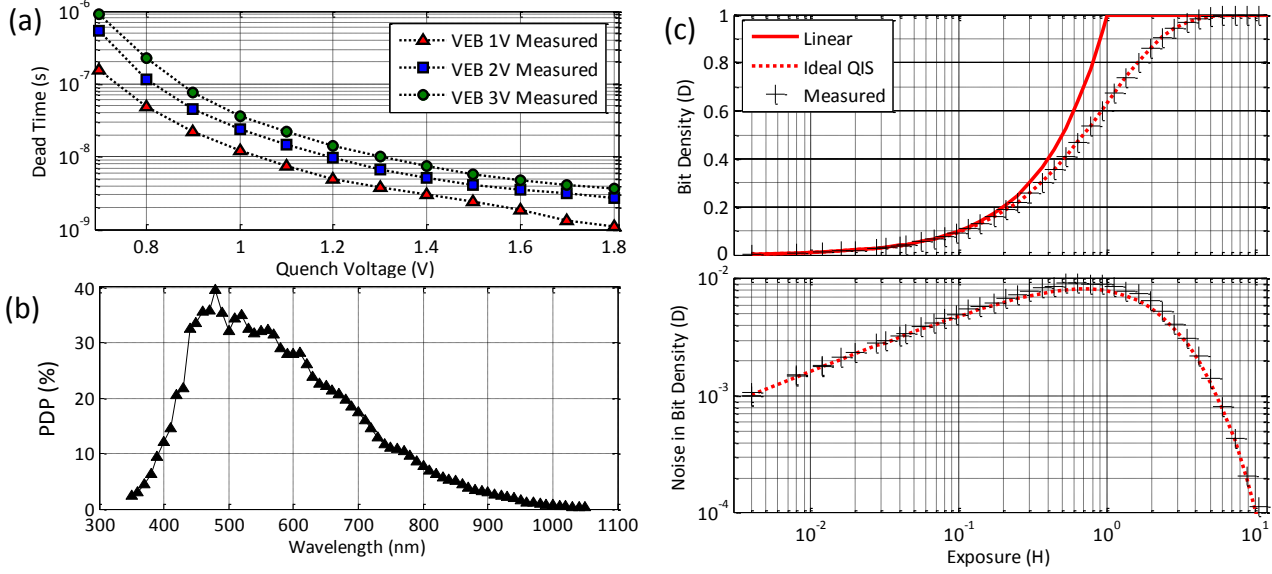 (a)
10^-6
10^-7
10^-8
10^-9
Dead Time (s)
VEB 1V Measured
VEB 2V Measured
VEB 3V Measured
0.8 1 1.2 1.4 1.6 1.8
Quench Voltage (V)
(b)
40
30
20
10
0
PDP (%)
300 400 500 600 700 800 900 1000 1100
Wavelength (nm)
(c)
1
0.8
0.6
0.4
0.2
0
Bit Density (D)
Linear
Ideal QIS
Measured
10^-2
10^-3
10^-4
Noise in Bit Density (D)
10^-2 10^-1 10^0 10^1
Exposure (H)